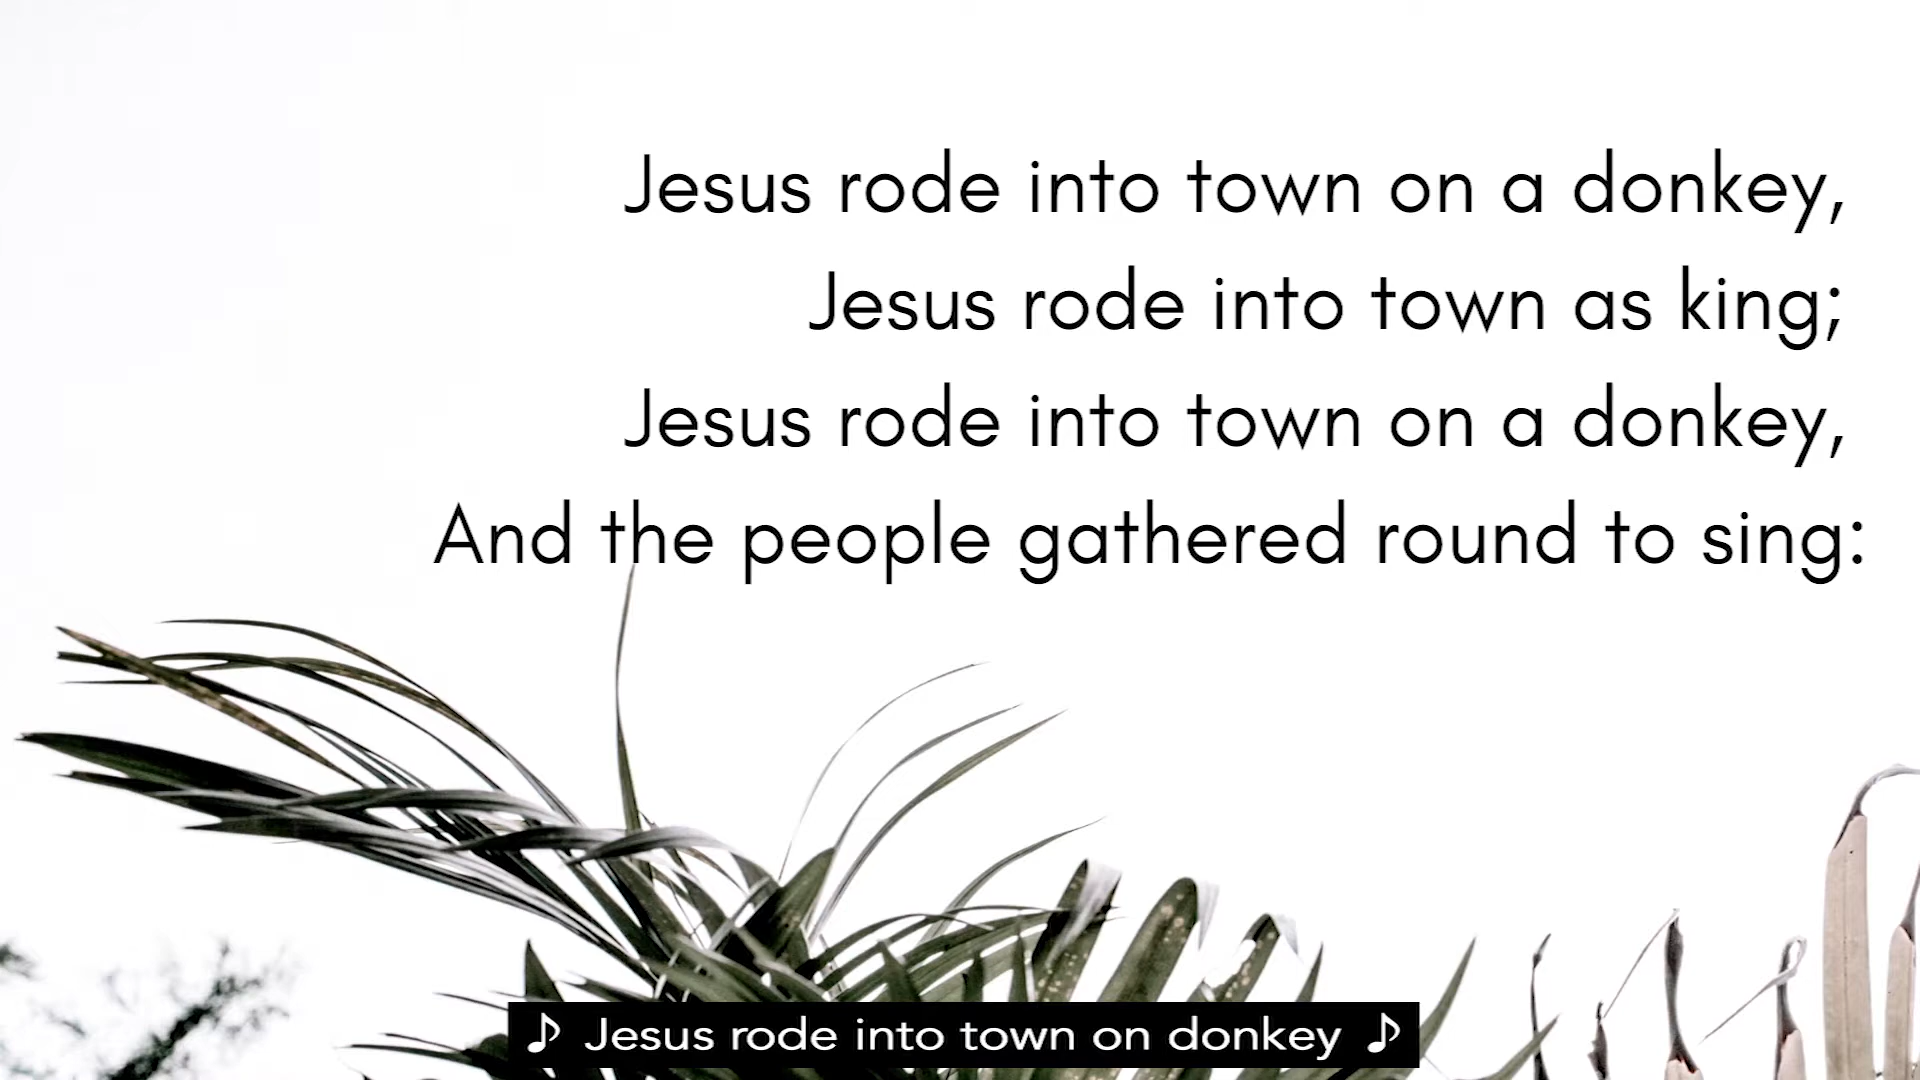 Jesus rode into town on a donkey,
Jesus rode into town as king;
Jesus rode into town on a donkey,
And the people gathered round to sing:
♪ Jesus rode into town on donkey ♪